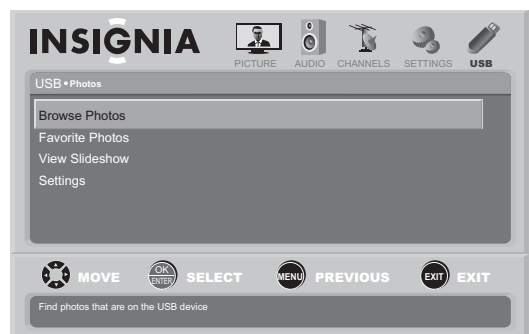 INSIGNIA
PICTURE AUDIO CHANNELS SETTINGS USB
USB • Photos
Browse Photos
Favorite Photos
View Slideshow
Settings
MOVE OK ENTER SELECT MENU PREVIOUS EXIT EXIT
Find photos that are on the USB device